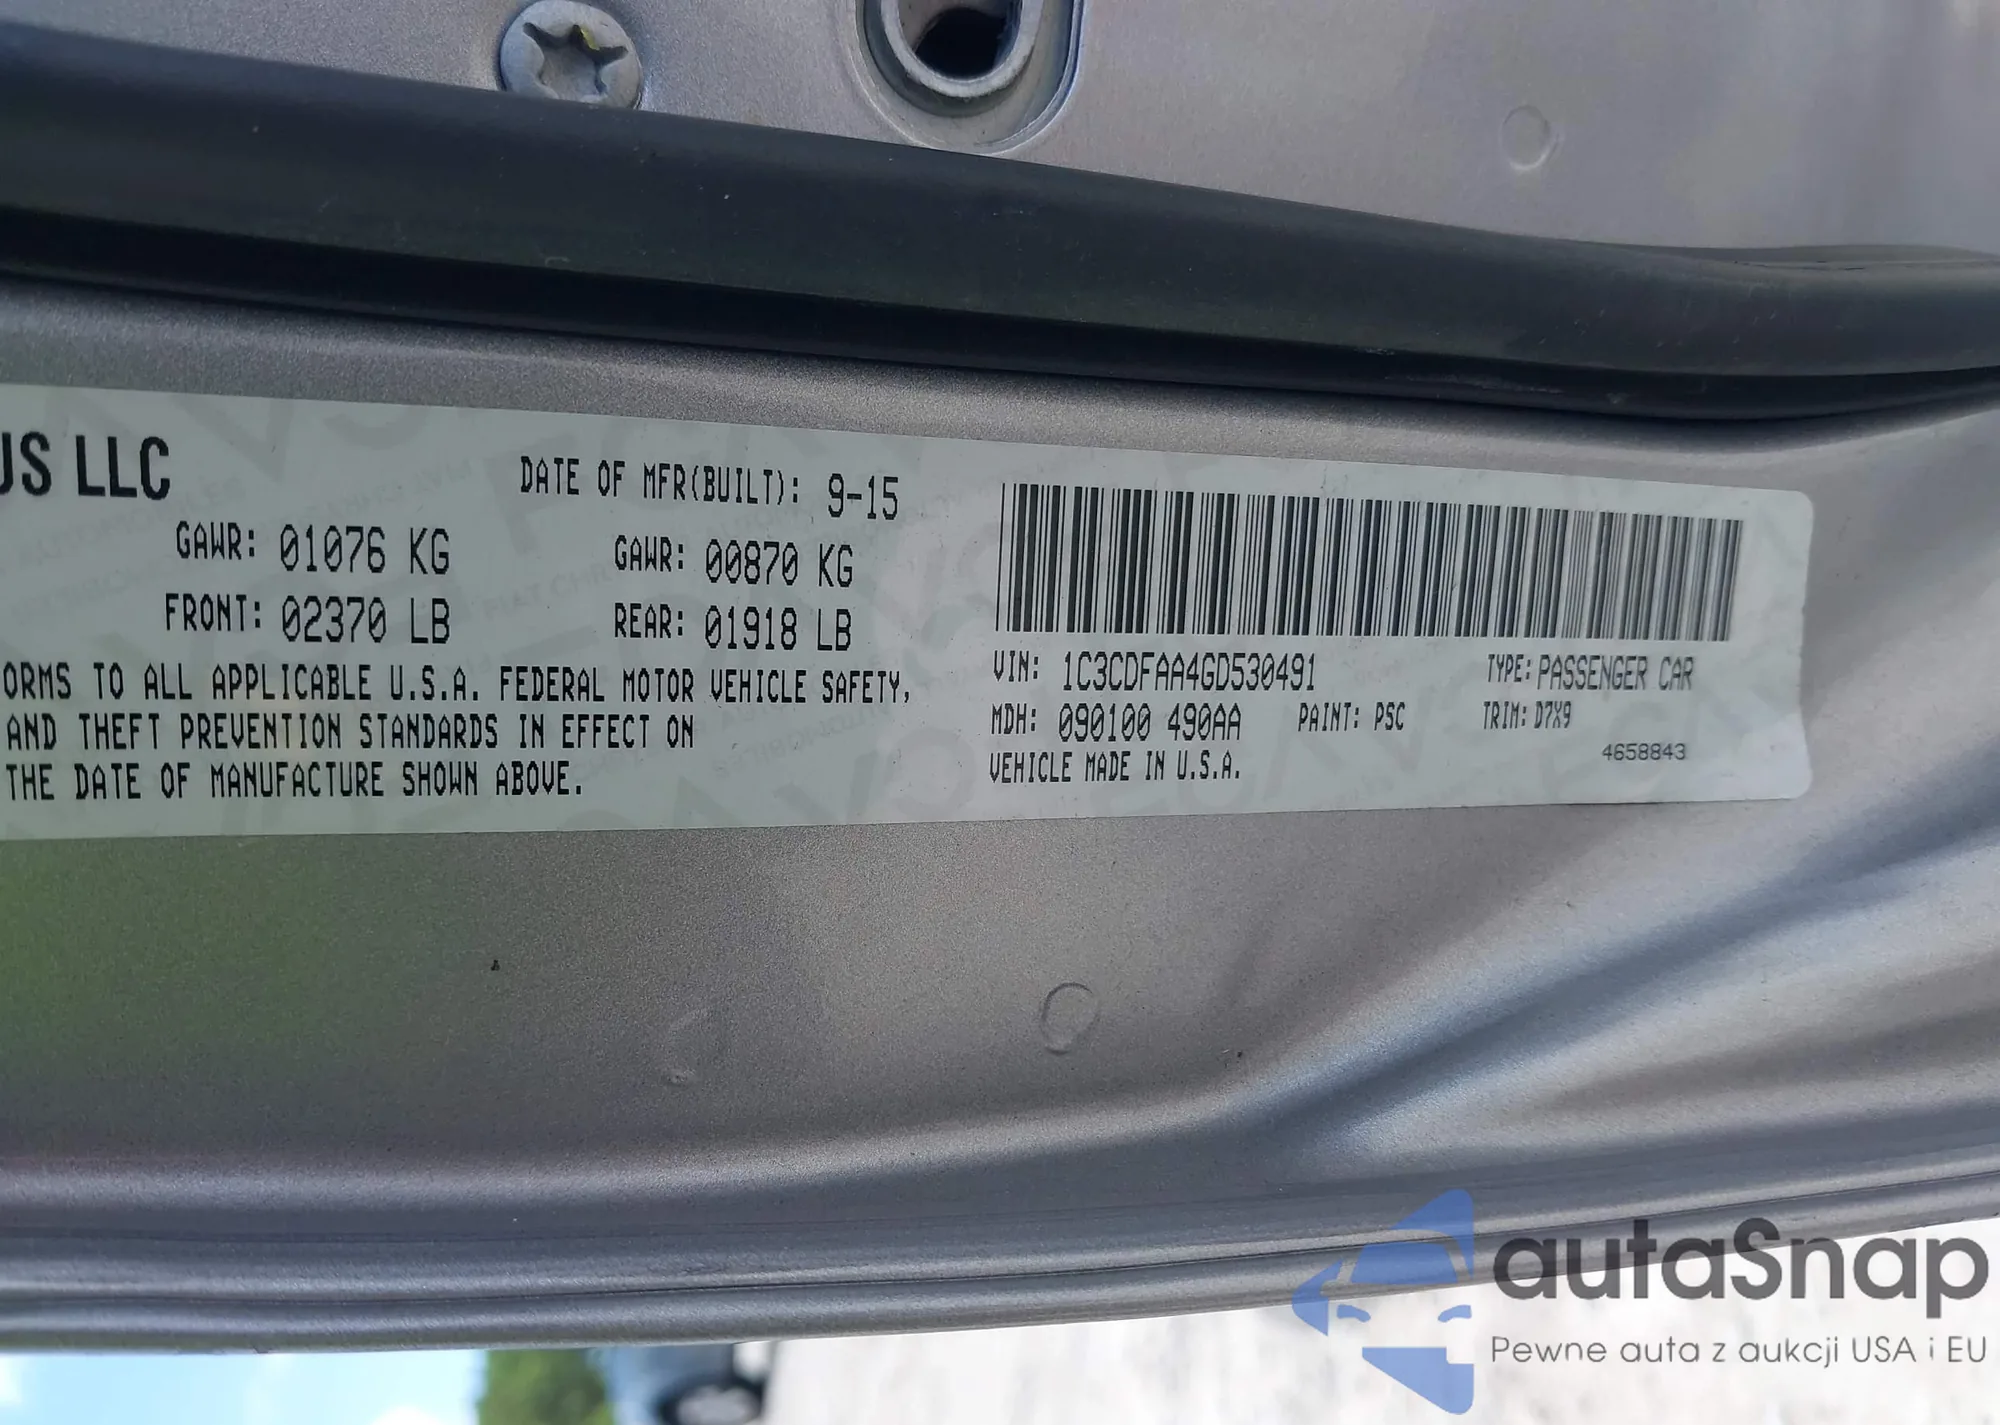 US LLC
DATE OF MFR(BUILT): 9-15
GAWR: 01076 KG GAWR: 00870 KG
FRONT: 02370 LB REAR: 01918 LB
ORMS TO ALL APPLICABLE U.S.A. FEDERAL MOTOR VEHICLE SAFETY,
AND THEFT PREVENTION STANDARDS IN EFFECT ON
THE DATE OF MANUFACTURE SHOWN ABOVE.
VIN: 1C3CDFAA4GD530491 TYPE: PASSENGER CAR
MDH: 090100 490AA PAINT: PSC TRIM: D7X9
VEHICLE MADE IN U.S.A. 4658843
autaSnap
Pewne auta z aukcji USA i EU